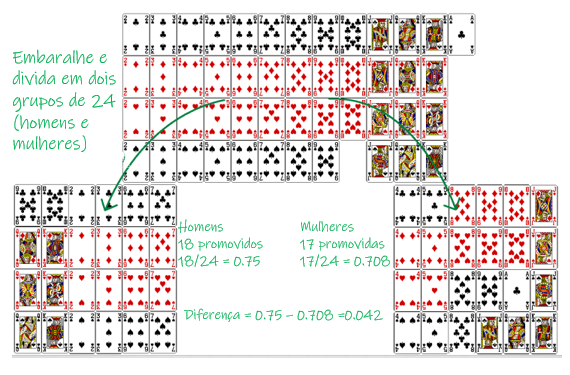 Embaralhe e
divida em dois
grupos de 24
(homens e
mulheres)
Homens
18 promovidos
18/24 = 0.75
Mulheres
17 promovidas
17/24 = 0.708
Diferença = 0.75 - 0.708 =0.042